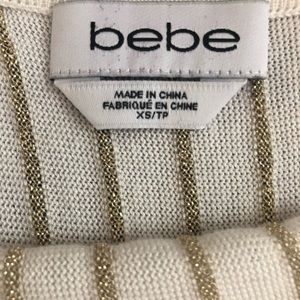 bebe
MADE IN CHINA
FABRIQUÉ EN CHINE
XS/TP